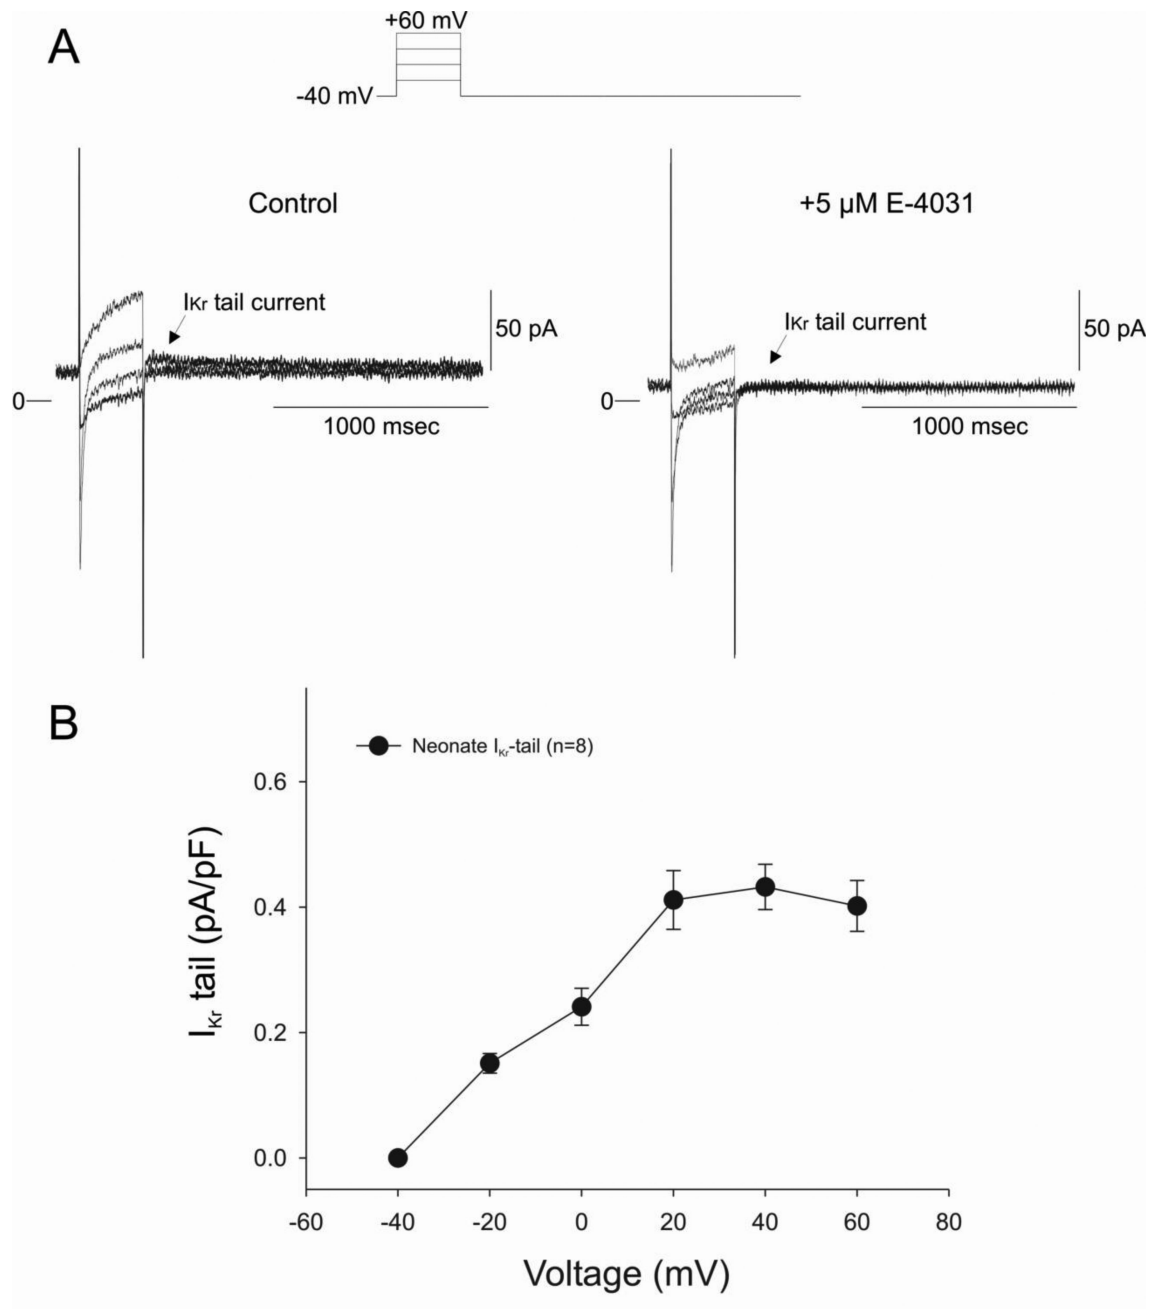 A
+60 mV
-40 mV
Control
+5 µM E-4031
IKr tail current
50 pA
IKr tail current
50 pA
0
1000 msec
0
1000 msec
B
Neonate IKr-tail (n=8)
0.6
0.4
0.2
0.0
IKr tail (pA/pF)
-60 -40 -20 0 20 40 60 80
Voltage (mV)